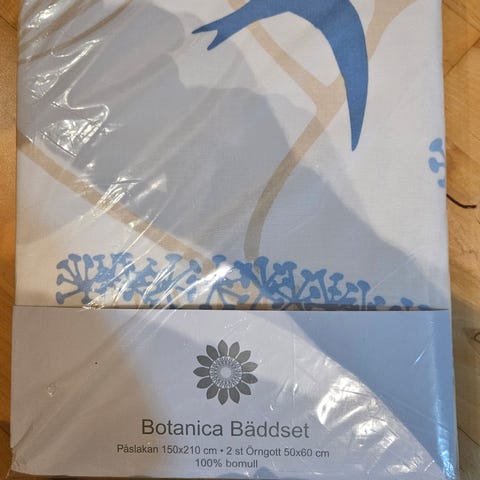 Botanica Bäddset
Påslakan 150x210 cm • 2 st Örngott 50x60 cm
100% bomull